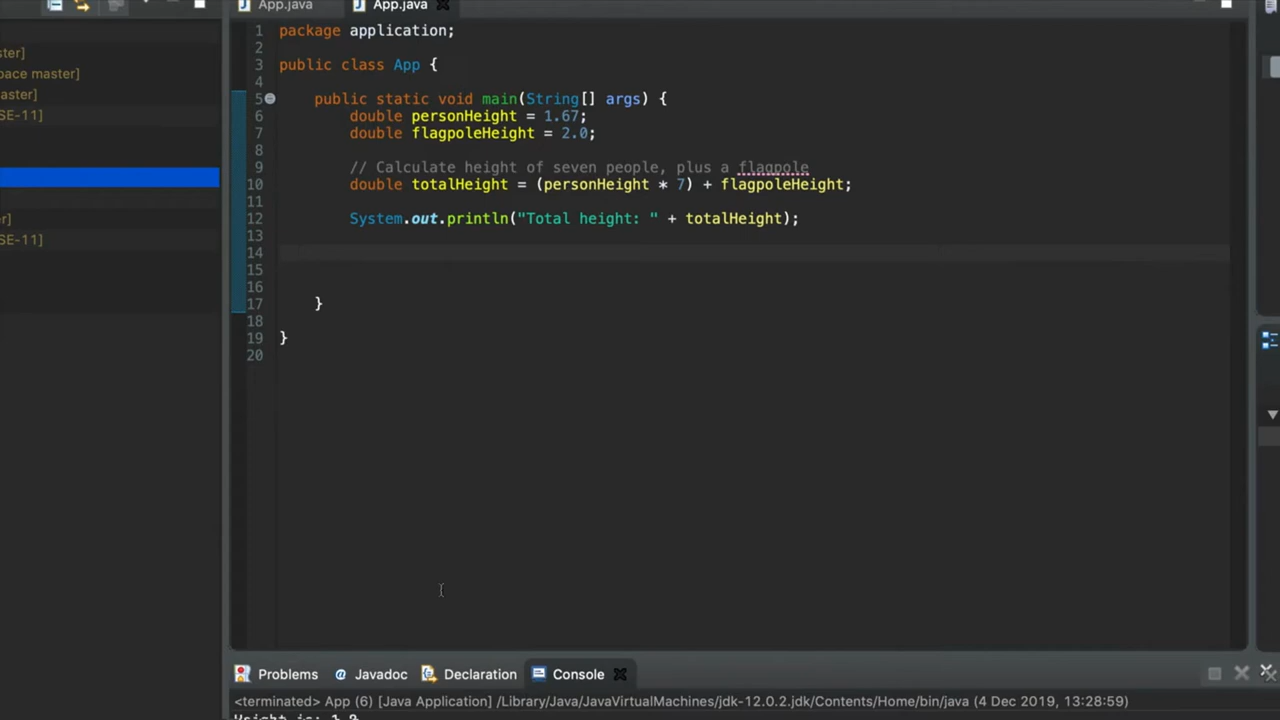 App.java
App.java
ster]
pace master]
aster]
SE-11]
r]
SE-11]
1 package application;
2
3 public class App {
4
5 public static void main(String[] args) {
6 double personHeight = 1.67;
7 double flagpoleHeight = 2.0;
8
9 // Calculate height of seven people, plus a flagpole
10 double totalHeight = (personHeight * 7) + flagpoleHeight;
11
12 System.out.println("Total height: " + totalHeight);
13
14
15
16
17 }
18
19 }
20
Problems @ Javadoc Declaration Console
<terminated> App (6) [Java Application] /Library/Java/JavaVirtualMachines/jdk-12.0.2.jdk/Contents/Home/bin/java (4 Dec 2019, 13:28:59)